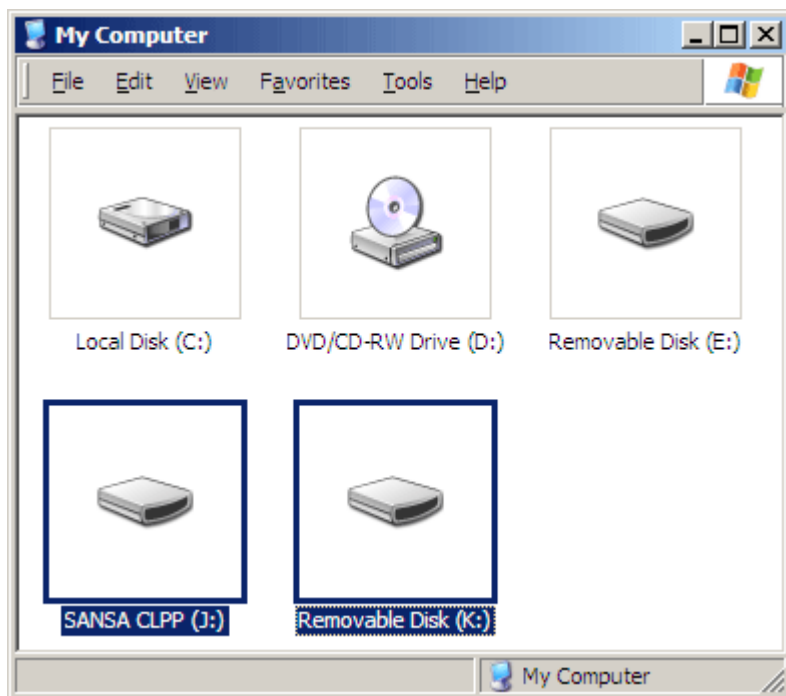 My Computer
File Edit View Favorites Tools Help
Local Disk (C:) DVD/CD-RW Drive (D:) Removable Disk (E:)
SANSA CLPP (J:) Removable Disk (K:)
My Computer